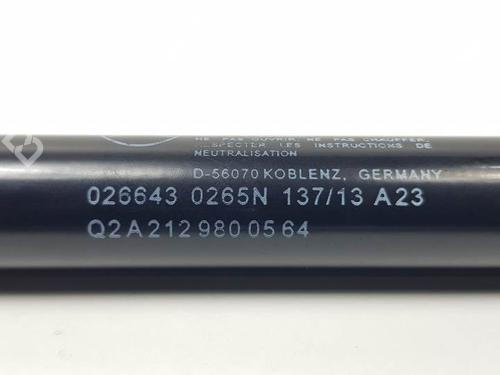 NE PAS OUVRIR. NE PAS CHAUFFER.
RESPECTER LES INSTRUCTIONS DE
NEUTRALISATION
D-56070 KOBLENZ, GERMANY
026643 0265N 137/13 A23
Q2 A 212 980 05 64